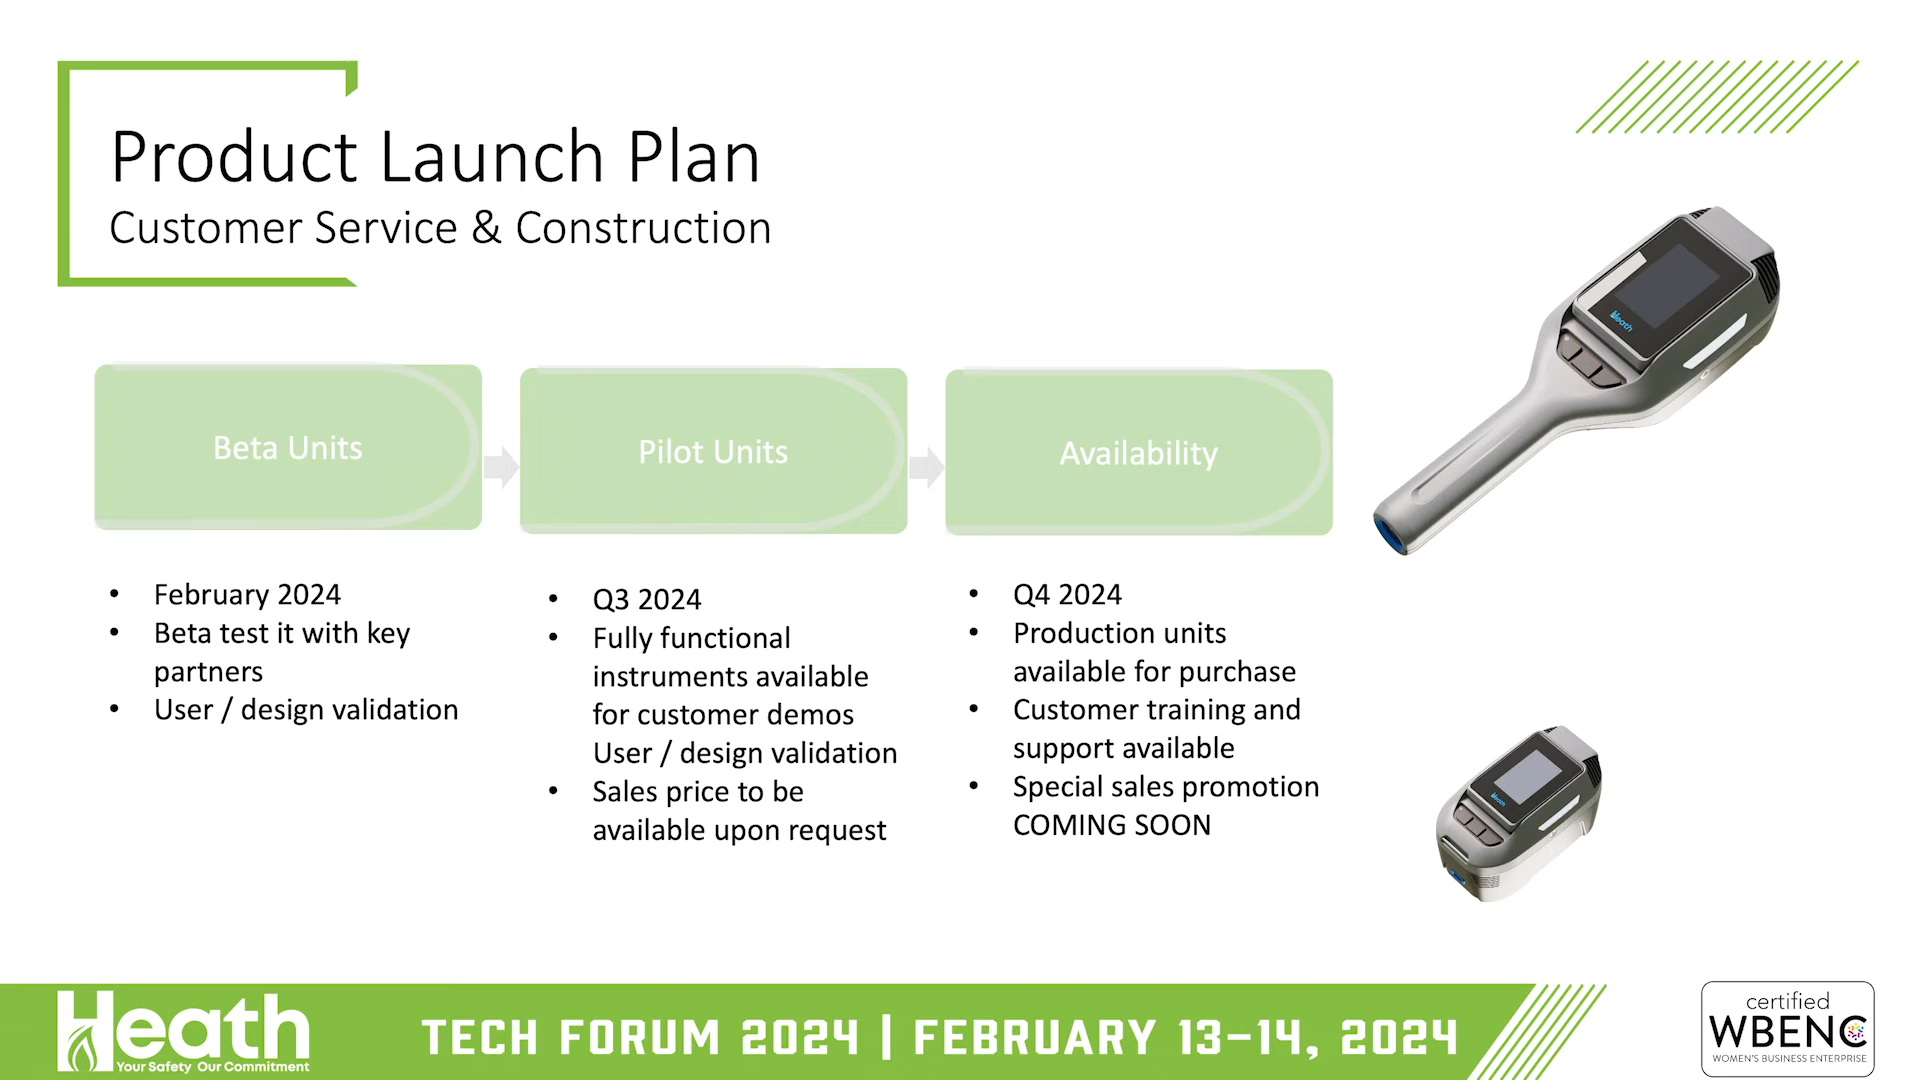 Product Launch Plan
Customer Service & Construction
Beta Units
Pilot Units
Availability
• February 2024
• Beta test it with key
partners
• User / design validation
• Q3 2024
• Fully functional
instruments available
for customer demos
User / design validation
• Sales price to be
available upon request
• Q4 2024
• Production units
available for purchase
• Customer training and
support available
• Special sales promotion
COMING SOON
Heath
Heath
Heath
Your Safety Our Commitment
TECH FORUM 2024 | FEBRUARY 13–14, 2024
certified
WBENC
WOMEN'S BUSINESS ENTERPRISE